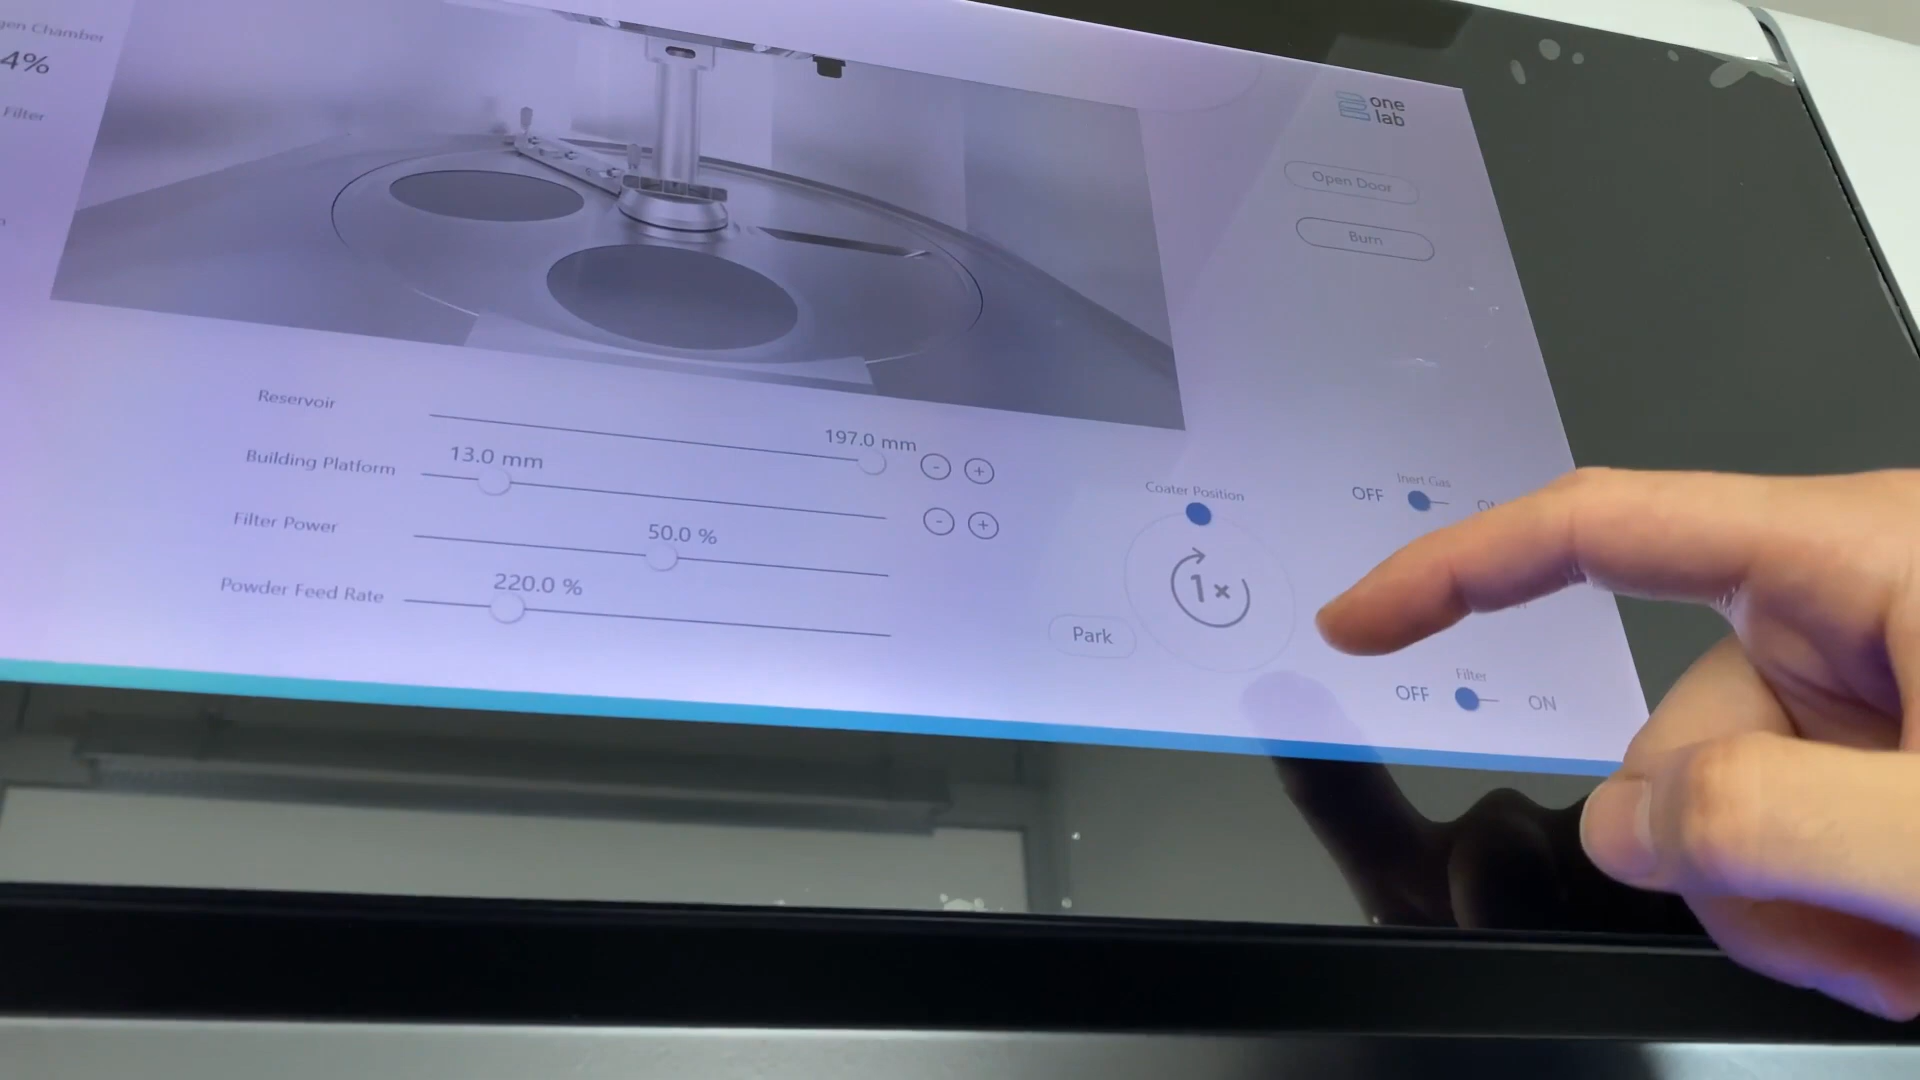 gen Chamber
4%
Filter
one
lab
Open Door
Burn
Reservoir
197.0 mm
- +
Building Platform
13.0 mm
- +
Filter Power
50.0 %
Powder Feed Rate
220.0 %
Coater Position
1×
Park
Inert Gas
OFF
Filter
OFF ON